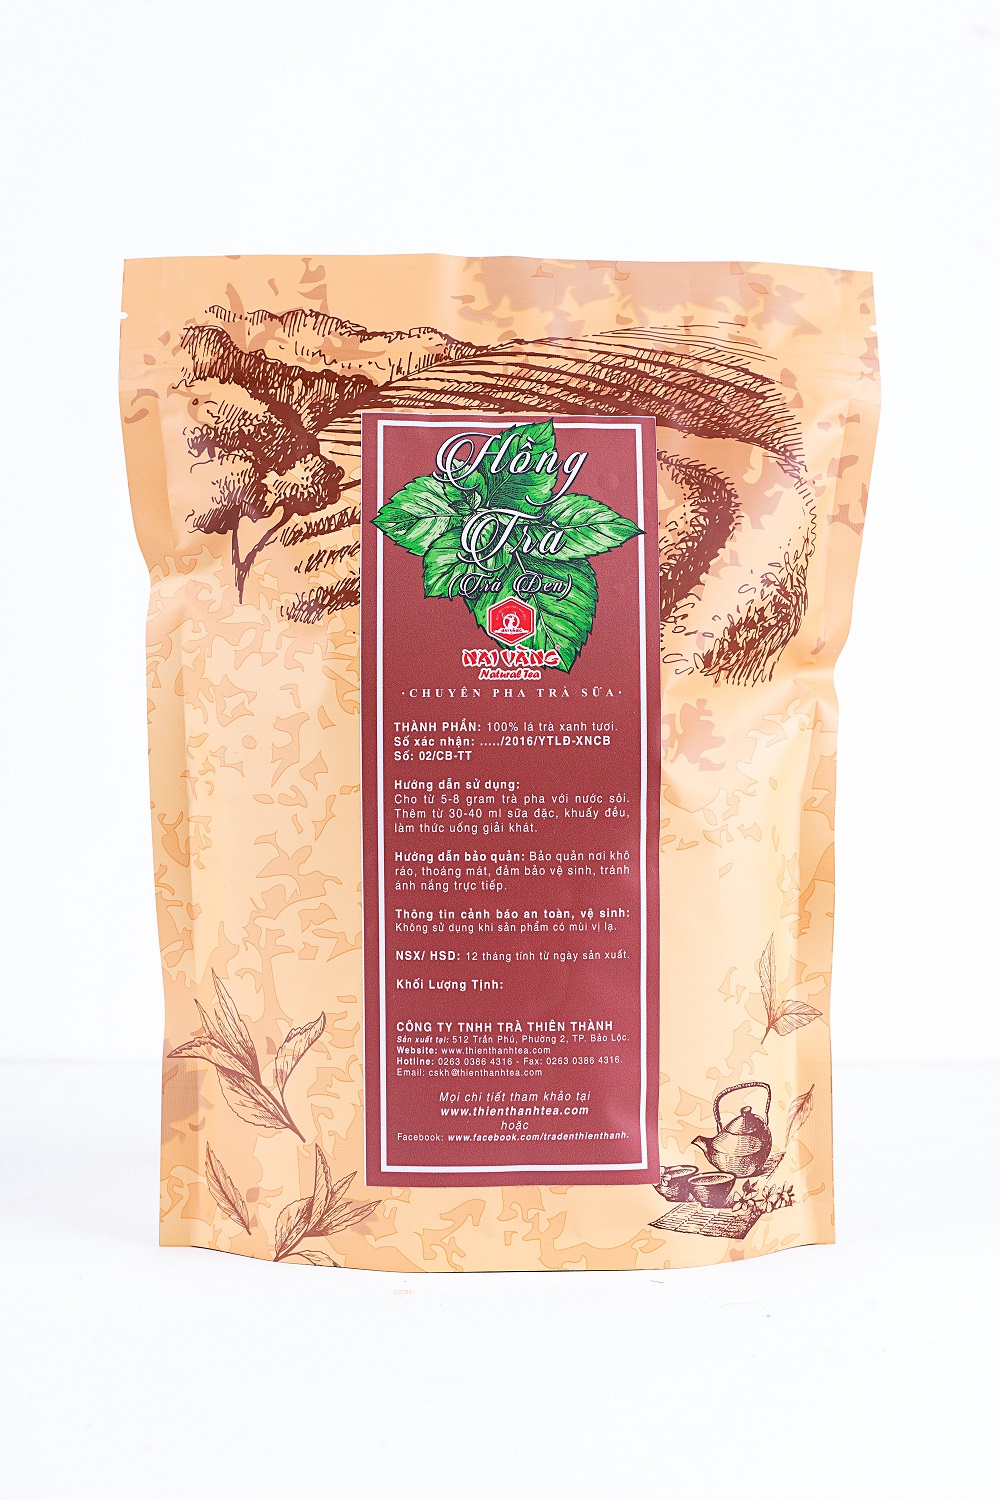 Hồng
Trà
(Trà Đen)
NAI VÀNG
NAI VÀNG
Natural Tea
·CHUYÊN PHA TRÀ SỮA·
THÀNH PHẦN: 100% lá trà xanh tươi.
Số xác nhận: ...../2016/YTLĐ-XNCB
Số: 02/CB-TT
Hướng dẫn sử dụng:
Cho từ 5-8 gram trà pha với nước sôi.
Thêm từ 30-40 ml sữa đặc, khuấy đều,
làm thức uống giải khát.
Hướng dẫn bảo quản: Bảo quản nơi khô
ráo, thoáng mát, đảm bảo vệ sinh, tránh
ánh nắng trực tiếp.
Thông tin cảnh báo an toàn, vệ sinh:
Không sử dụng khi sản phẩm có mùi vị lạ.
NSX/ HSD: 12 tháng tính từ ngày sản xuất.
Khối Lượng Tịnh:
CÔNG TY TNHH TRÀ THIÊN THÀNH
Sản xuất tại: 512 Trần Phú, Phường 2, TP. Bảo Lộc.
Website: www.thienthanhtea.com
Hotline: 0263 0386 4316 - Fax: 0263 0386 4316.
Email: cskh@thienthanhtea.com
Mọi chi tiết tham khảo tại
www.thienthanhtea.com
hoặc
Facebook: www.facebook.com/tradenthienthanh.